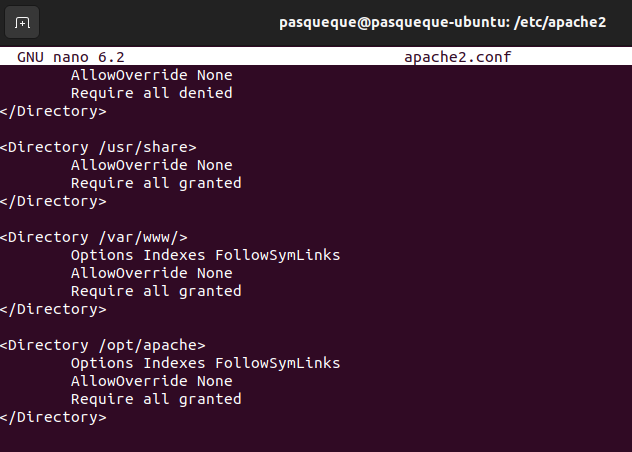 pasqueque@pasqueque-ubuntu: /etc/apache2
GNU nano 6.2 apache2.conf
AllowOverride None
Require all denied
</Directory>
<Directory /usr/share>
AllowOverride None
Require all granted
</Directory>
<Directory /var/www/>
Options Indexes FollowSymLinks
AllowOverride None
Require all granted
</Directory>
<Directory /opt/apache>
Options Indexes FollowSymLinks
AllowOverride None
Require all granted
</Directory>